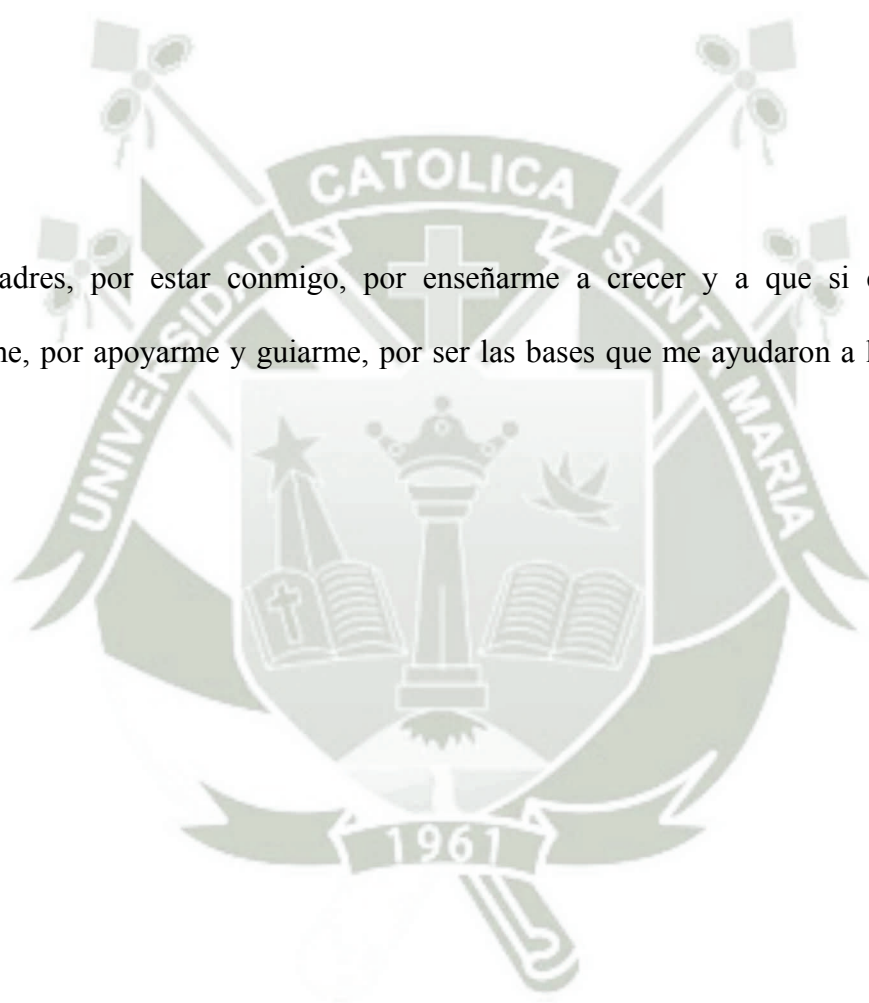 CATOLICA
UNIVERSIDAD
SANTA MARIA
adres, por estar conmigo, por enseñarme a crecer y a que si
ne, por apoyarme y guiarme, por ser las bases que me ayudaron a
1961